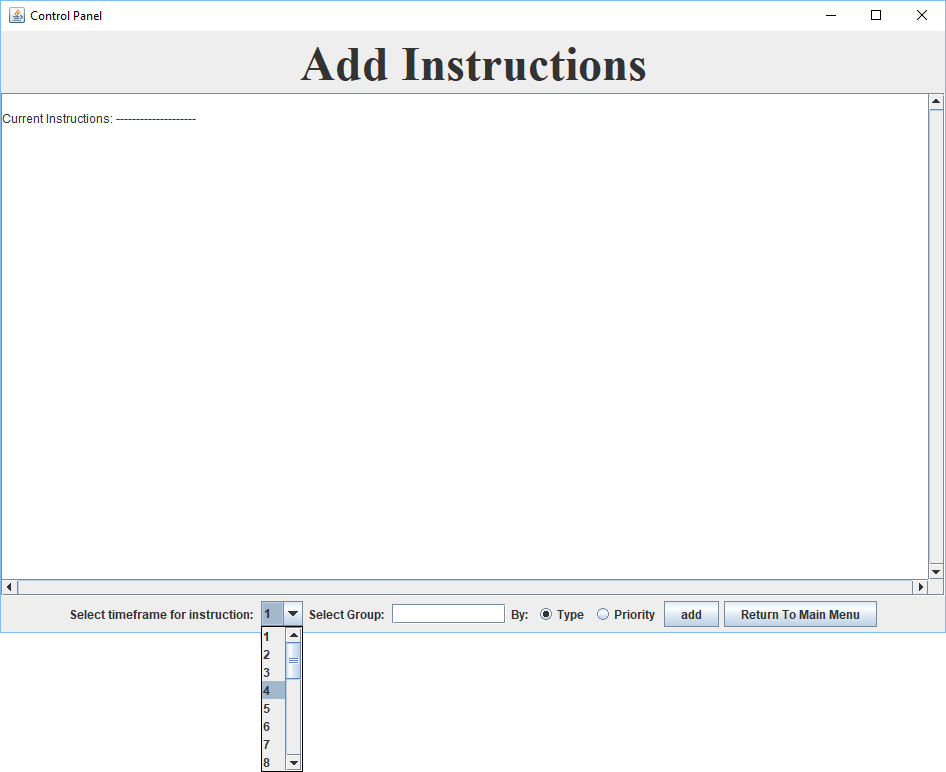 Control Panel
Add Instructions
Current Instructions: --------------------
Select timeframe for instruction: 1 Select Group: By: Type Priority add Return To Main Menu
1
2
3
4
5
6
7
8